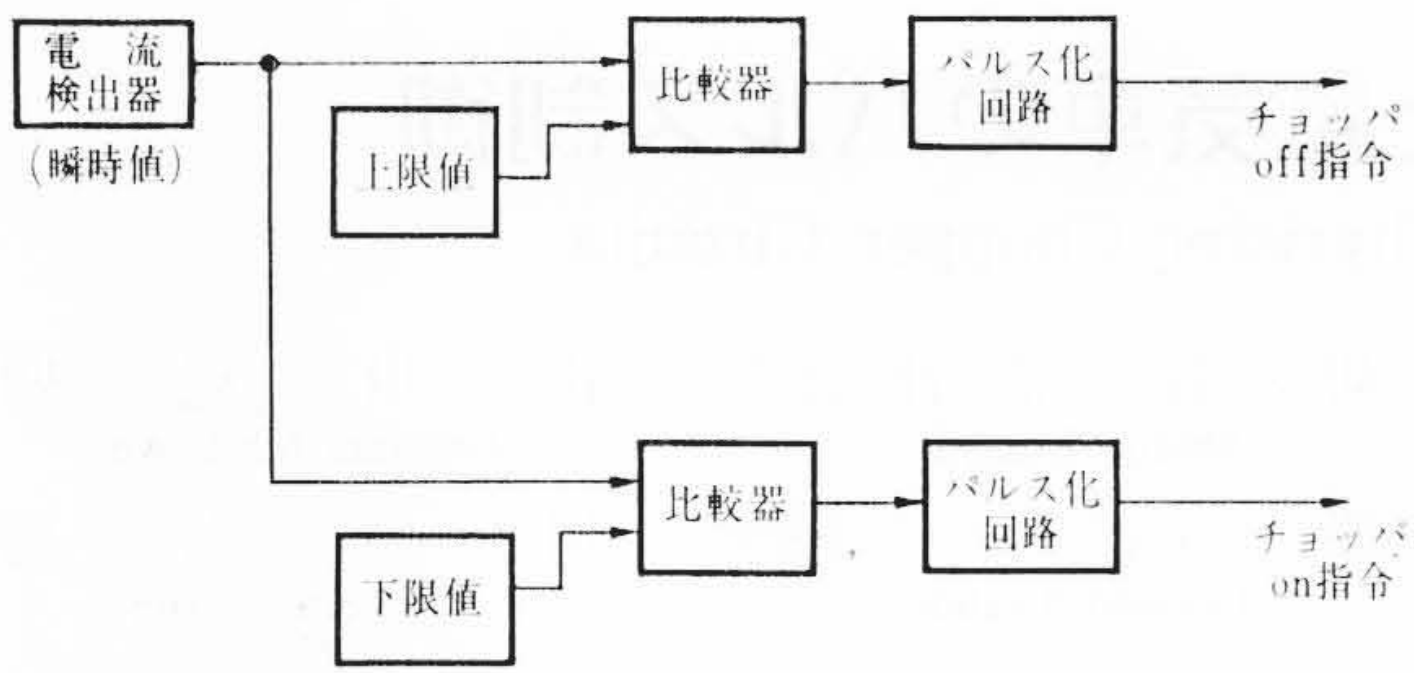 電流
検出器
(瞬時値)
上限値
比較器
パルス化
回路
チョッパ
off指令
下限値
比較器
パルス化
回路
チョッパ
on指令